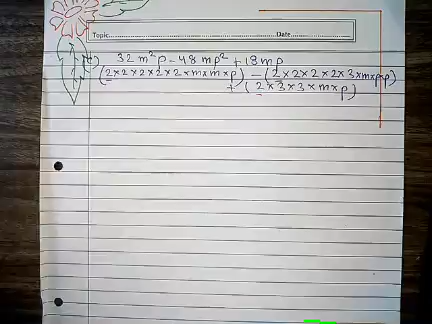 Topic Date
c) 32 m²p - 48 mp² + 18 mp
(2×2×2×2×2×m×m×p) - (2×2×2×2×3×m×p×p)
+ (2×3×3×m×p)